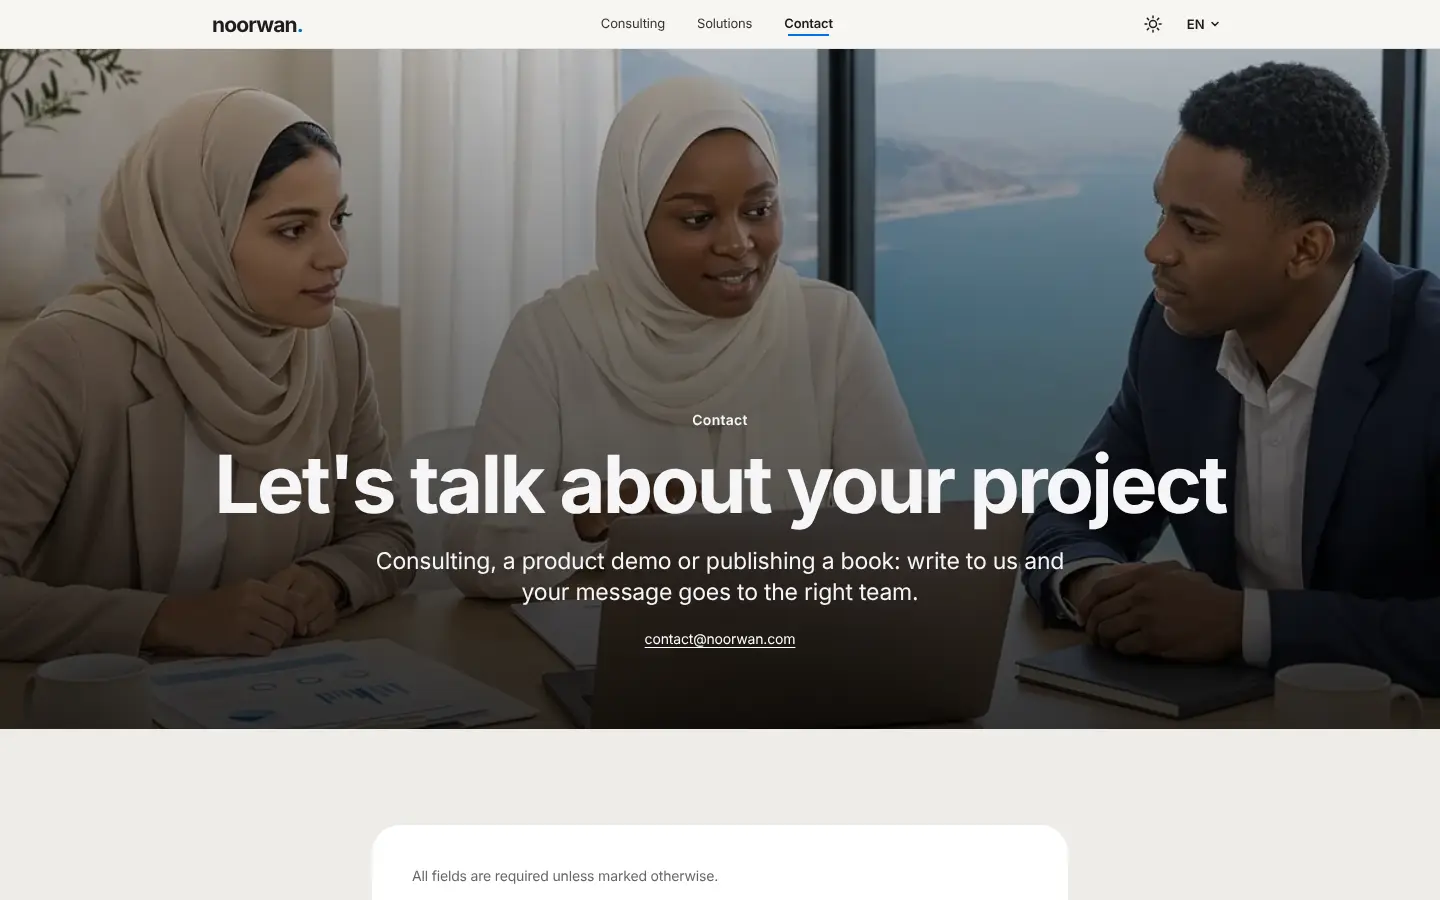 noorwan.
Consulting
Solutions
Contact
EN
Contact
Let's talk about your project
Consulting, a product demo or publishing a book: write to us and
your message goes to the right team.
contact@noorwan.com
All fields are required unless marked otherwise.